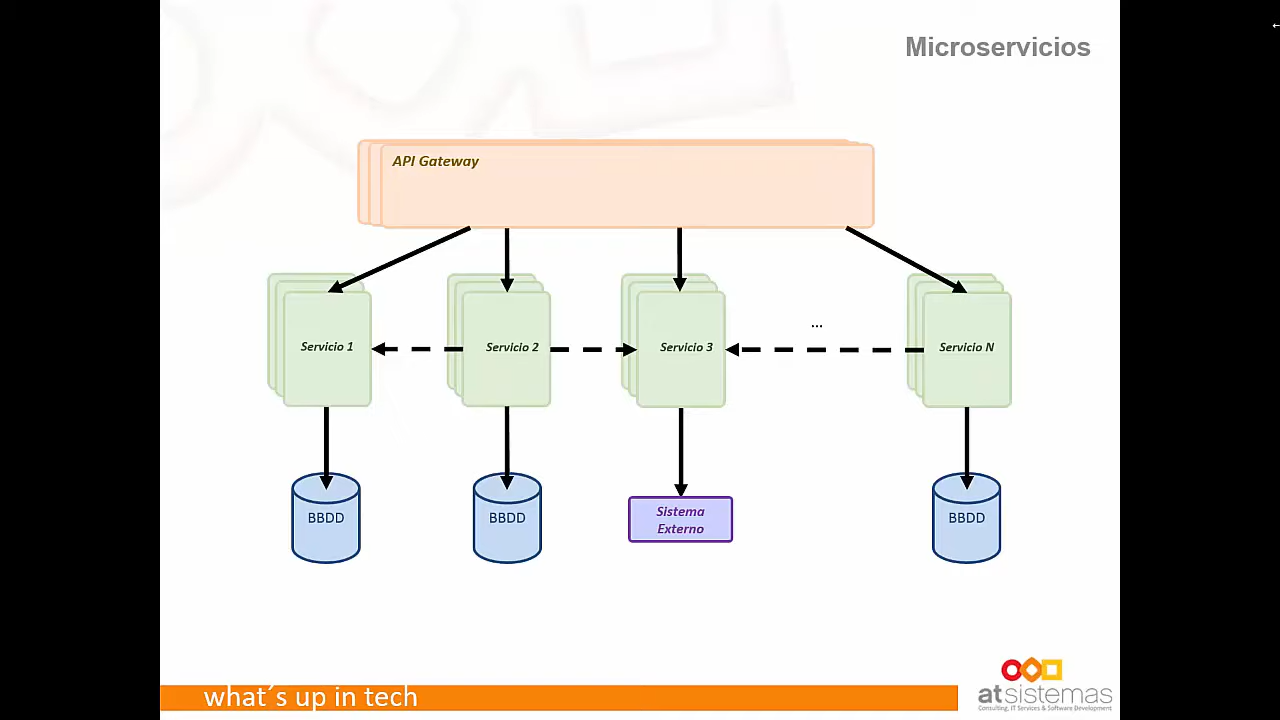 Microservicios
API Gateway
...
Servicio 1
Servicio 2
Servicio 3
Servicio N
BBDD
BBDD
Sistema
Externo
BBDD
what´s up in tech
atsistemas
Consulting, IT Services & Software Development